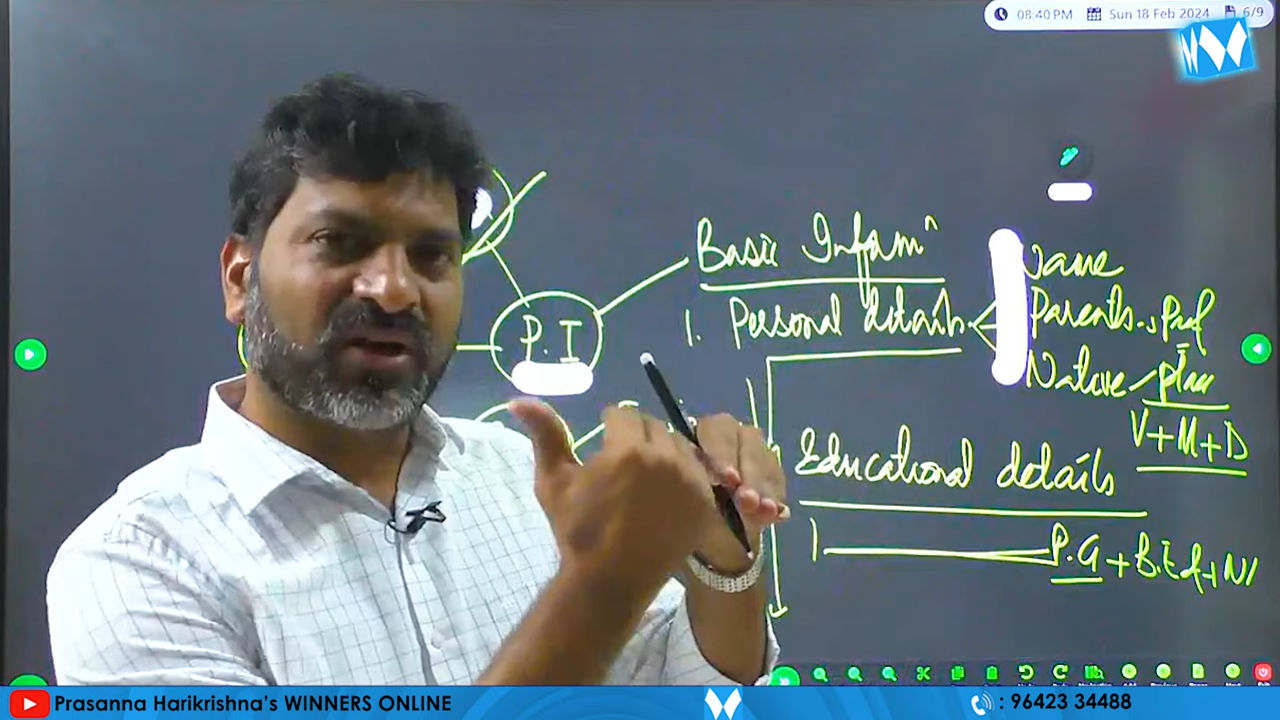 08:40 PM Sun 18 Feb 2024 6/9
W
Basic Inform^n
Name
1. Personal details
Parents
P.I
Native place
V+M+D
Educational details
1 P.G + B.Ed +
Prasanna Harikrishna's WINNERS ONLINE
: 96423 34488